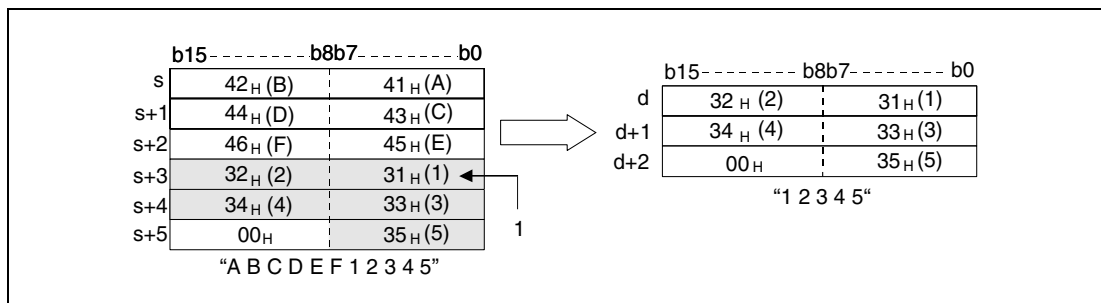 b15 b8b7 b0
s 42H (B) 41H (A)
s+1 44H (D) 43H (C)
s+2 46H (F) 45H (E)
s+3 32H (2) 31H (1)
s+4 34H (4) 33H (3)
s+5 00H 35H (5)
“A B C D E F 1 2 3 4 5”
1
b15 b8b7 b0
d 32H (2) 31H (1)
d+1 34H (4) 33H (3)
d+2 00H 35H (5)
“1 2 3 4 5“